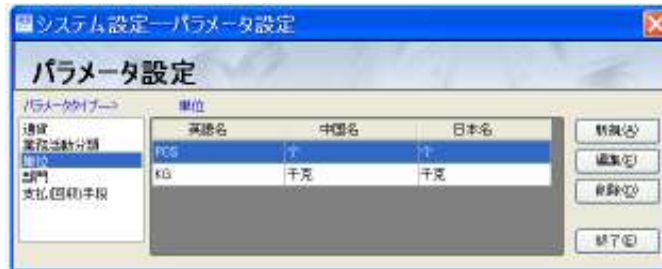 システム設定--パラメータ設定
パラメータ設定
パラメータタイプ--> 単位
通貨
業務活動分類
単位
部門
支払(回収)手段
英語名 中国名 日本名
PCS 个 个
KG 千克 千克
新規(A)
編集(E)
削除(D)
終了(E)